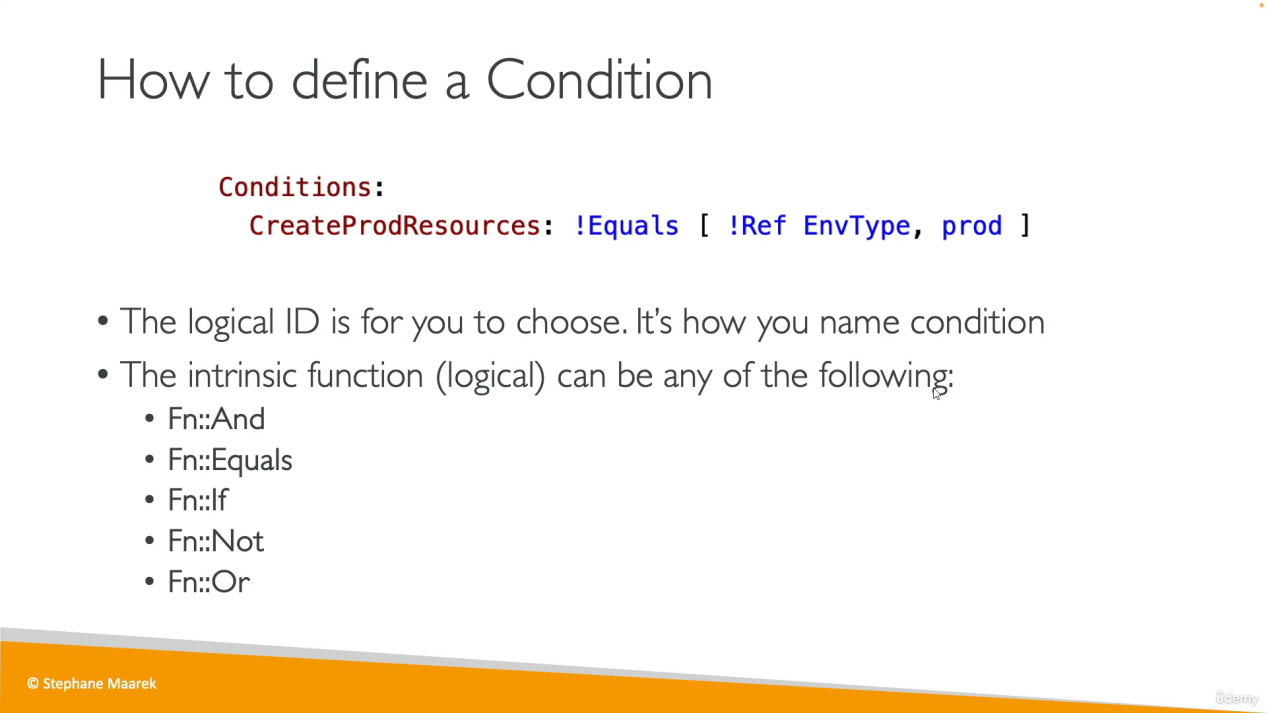 How to define a Condition
Conditions:
CreateProdResources: !Equals [ !Ref EnvType, prod ]
• The logical ID is for you to choose. It's how you name condition
• The intrinsic function (logical) can be any of the following:
• Fn::And
• Fn::Equals
• Fn::If
• Fn::Not
• Fn::Or
© Stephane Maarek
ûdemy